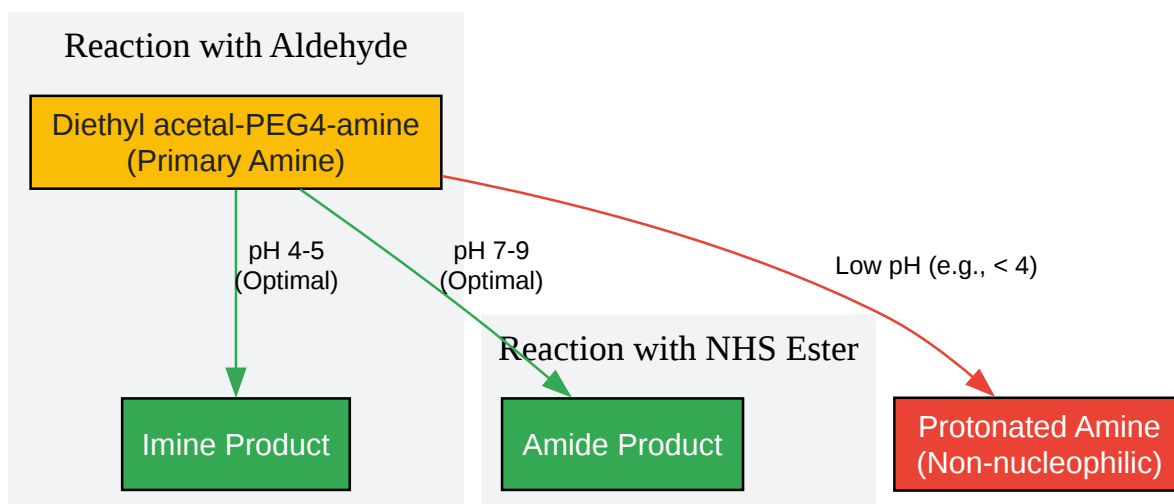 Reaction with Aldehyde
Diethyl acetal-PEG4-amine
(Primary Amine)
pH 4-5
(Optimal)
pH 7-9
(Optimal)
Low pH (e.g., < 4)
Reaction with NHS Ester
Imine Product
Amide Product
Protonated Amine
(Non-nucleophilic)